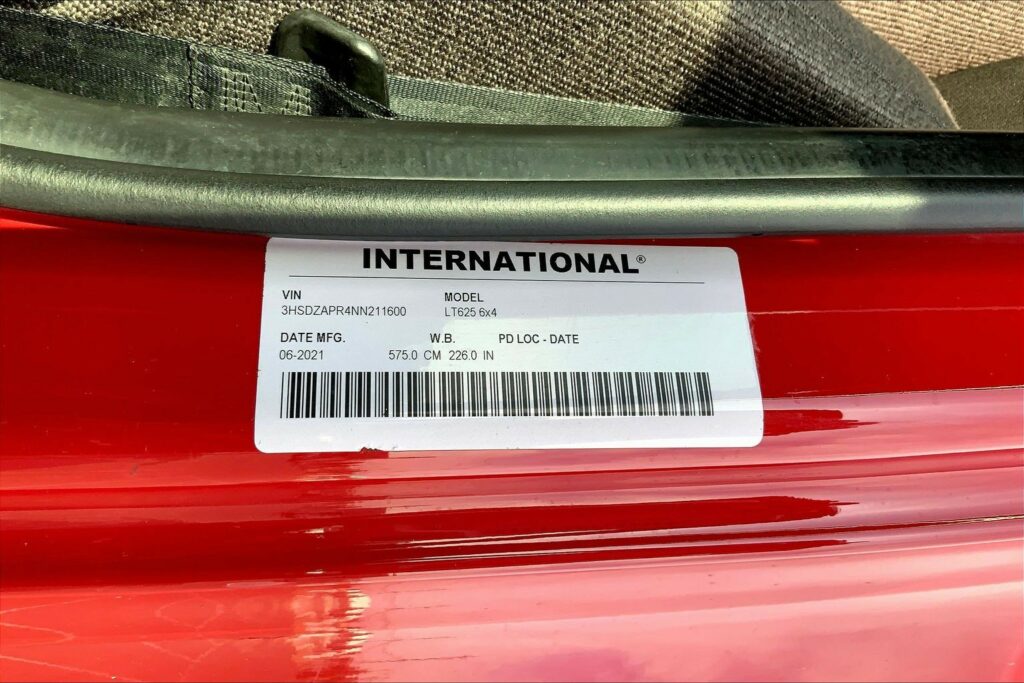 INTERNATIONAL®
VIN MODEL
3HSDZAPR4NN211600 LT625 6x4
DATE MFG. W.B. PD LOC - DATE
06-2021 575.0 CM 226.0 IN